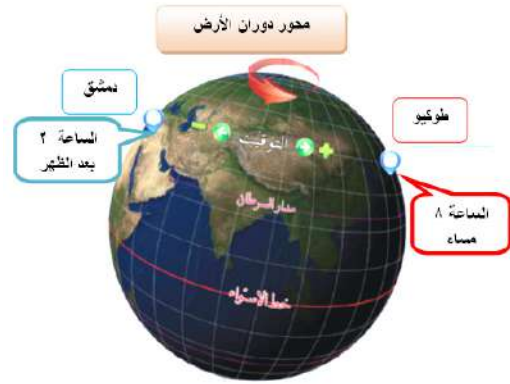 محور دوران الأرض
دمشق
طوكيو
الساعة ٢
بعد الظهر
− التوقيت +
الساعة ٨
مساء
مدار السرطان
خط الاستواء